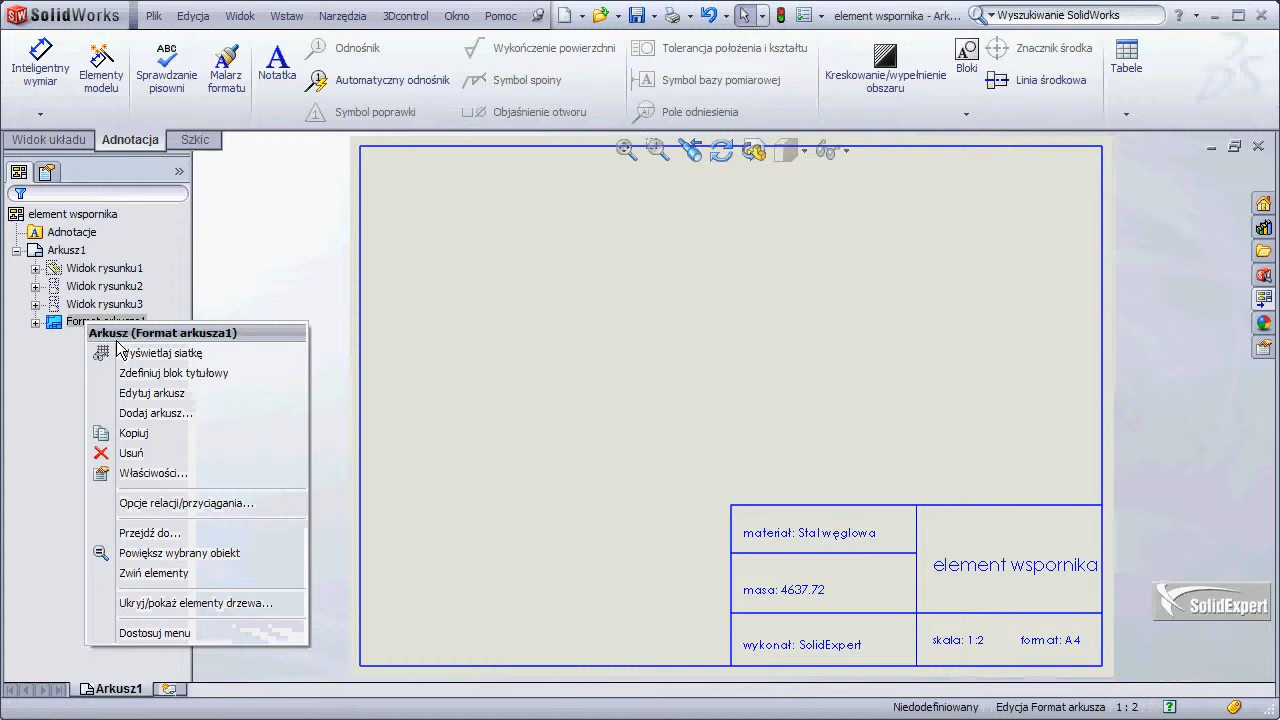 SolidWorks
Plik Edycja Widok Wstaw Narzędzia 3Dcontrol Okno Pomoc
element wspornika - Ark...
Wyszukiwanie SolidWorks
Inteligentny wymiar
Elementy modelu
ABC
Sprawdzanie pisowni
Malarz formatu
A
Notatka
Odnośnik
Automatyczny odnośnik
Symbol poprawki
Wykończenie powierzchni
Symbol spoiny
Objaśnienie otworu
Tolerancja położenia i kształtu
Symbol bazy pomiarowej
Pole odniesienia
Kreskowanie/wypełnienie obszaru
Bloki
Znacznik środka
Linia środkowa
Tabele
Widok układu Adnotacja Szkic
element wspornika
Adnotacje
Arkusz1
Widok rysunku1
Widok rysunku2
Widok rysunku3
Format arkusza1
Arkusz (Format arkusza1)
Wyświetlaj siatkę
Zdefiniuj blok tytułowy
Edytuj arkusz
Dodaj arkusz...
Kopiuj
Usuń
Właściwości...
Opcje relacji/przyciągania...
Przejdź do...
Powiększ wybrany obiekt
Zwiń elementy
Ukryj/pokaż elementy drzewa...
Dostosuj menu
materiał: Stal węglowa
element wspornika
masa: 4637.72
wykonał: SolidExpert
skala: 1:2 format: A4
SolidExpert
Arkusz1
Niedodefiniowany Edycja Format arkusza 1 : 2